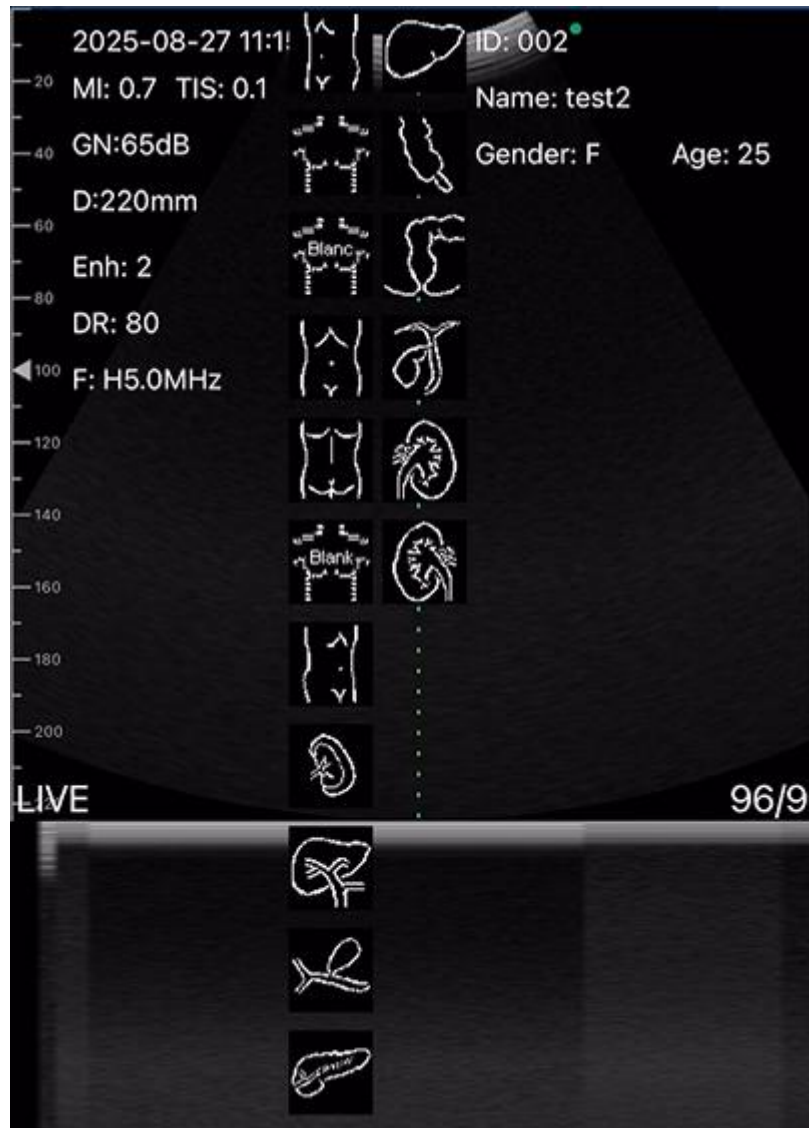 2025-08-27 11:1
ID: 002
MI: 0.7 TIS: 0.1
Name: test2
GN:65dB
Gender: F Age: 25
D:220mm
Enh: 2
DR: 80
F: H5.0MHz
Blanc
Blank
20
40
60
80
100
120
140
160
180
200
LIVE
96/9